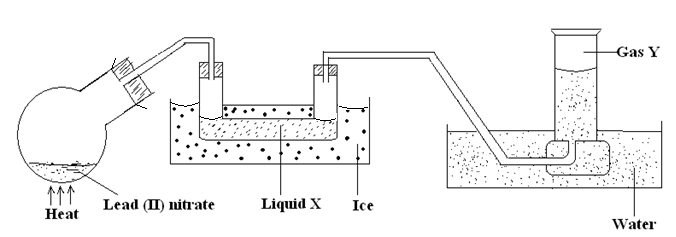 Gas Y
Heat
Lead (II) nitrate
Liquid X
Ice
Water